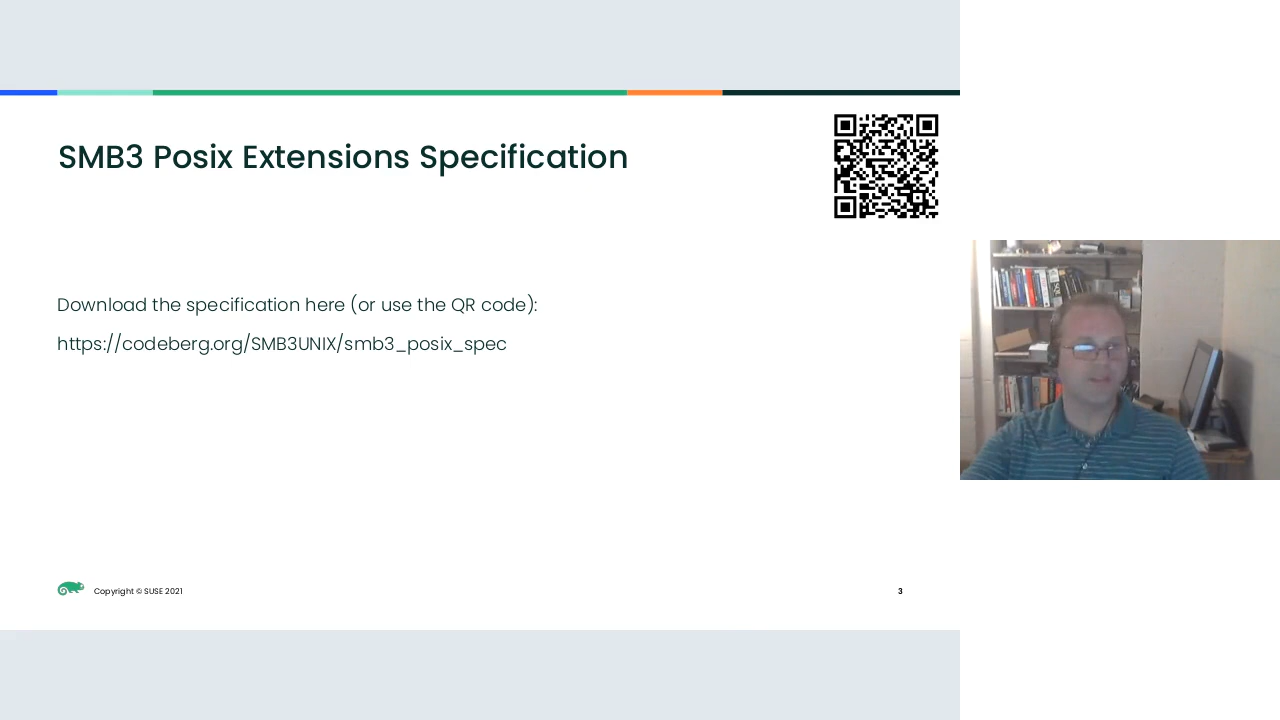 SMB3 Posix Extensions Specification
Download the specification here (or use the QR code):
https://codeberg.org/SMB3UNIX/smb3_posix_spec
Copyright © SUSE 2021
3